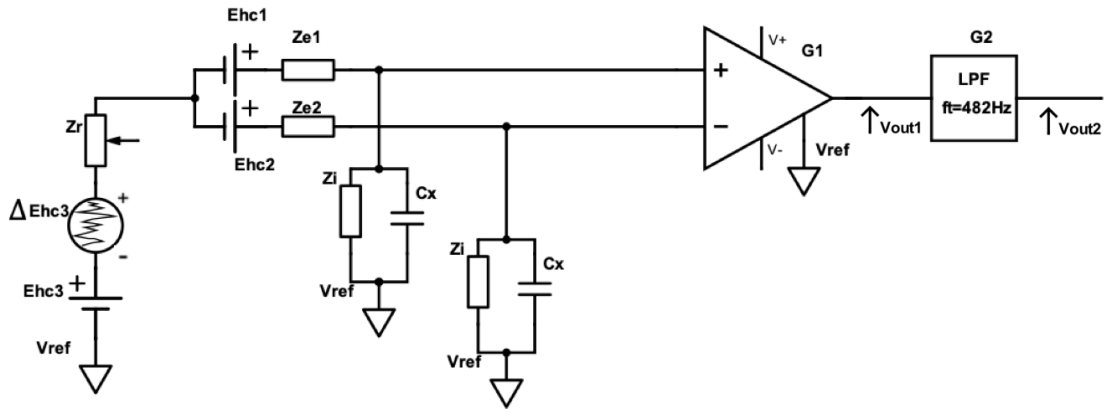 Ehc1
+
Ze1
V+
G1
G2
+
LPF
ft=482Hz
Zr
+
Ze2
−
Vout1
Vout2
Ehc2
V-
Vref
Zi
Cx
Δ Ehc3
+
-
Zi
Cx
Ehc3
+
Vref
Vref
Vref